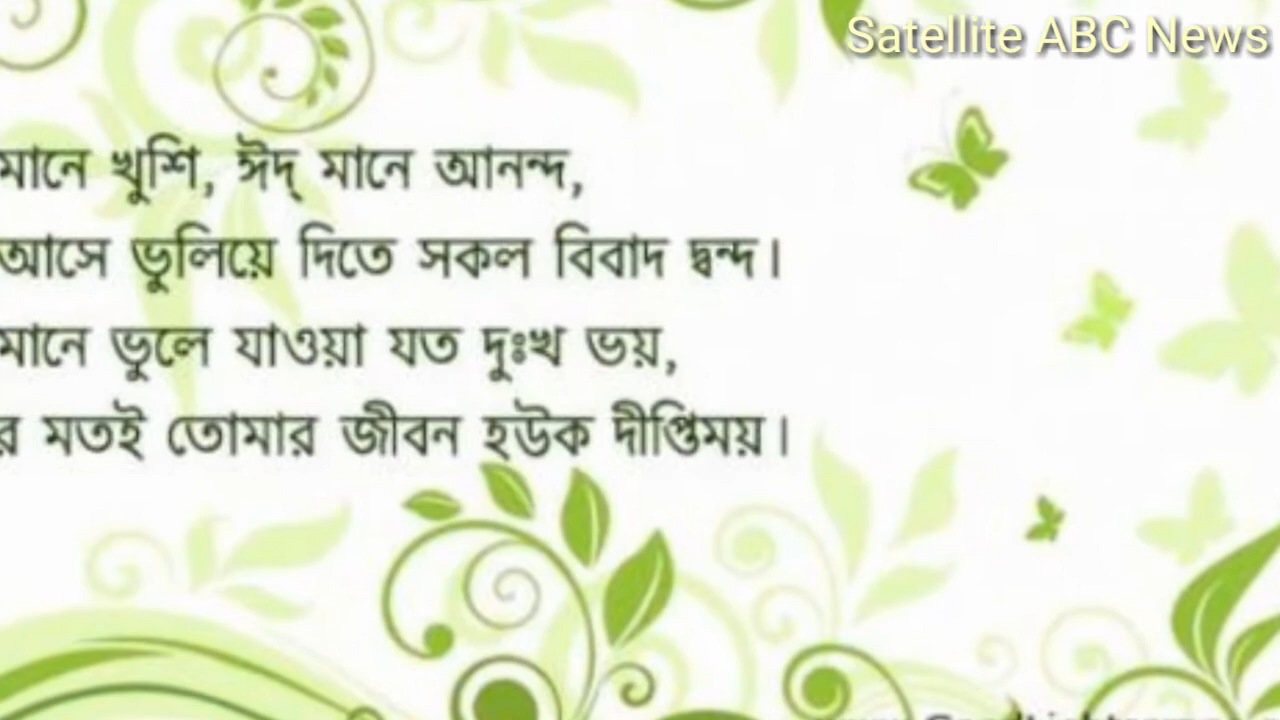 Satellite ABC News
মানে খুশি, ঈদ্ মানে আনন্দ,
আসে ভুলিয়ে দিতে সকল বিবাদ দ্বন্দ।
মানে ভুলে যাওয়া যত দুঃখ ভয়,
র মতই তোমার জীবন হউক দীপ্তিময়।